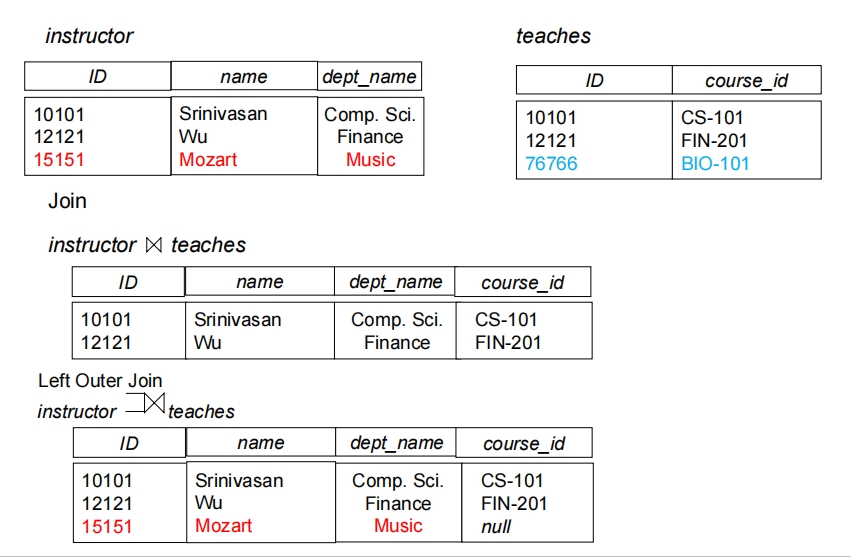 instructor
teaches
ID name dept_name
ID course_id
10101 Srinivasan Comp. Sci.
12121 Wu Finance
15151 Mozart Music
10101 CS-101
12121 FIN-201
76766 BIO-101
Join
instructor ⋈ teaches
ID name dept_name course_id
10101 Srinivasan Comp. Sci. CS-101
12121 Wu Finance FIN-201
Left Outer Join
instructor ⟕ teaches
ID name dept_name course_id
10101 Srinivasan Comp. Sci. CS-101
12121 Wu Finance FIN-201
15151 Mozart Music null